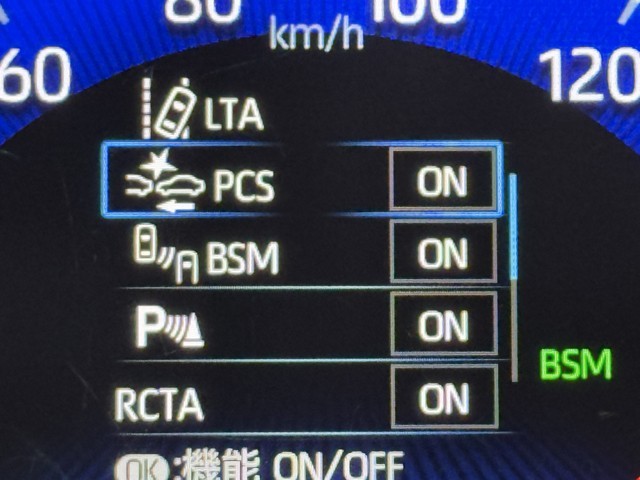 80 100
km/h
60 120
LTA
PCS ON
BSM ON
P ON
BSM
RCTA ON
OK:機能 ON/OFF